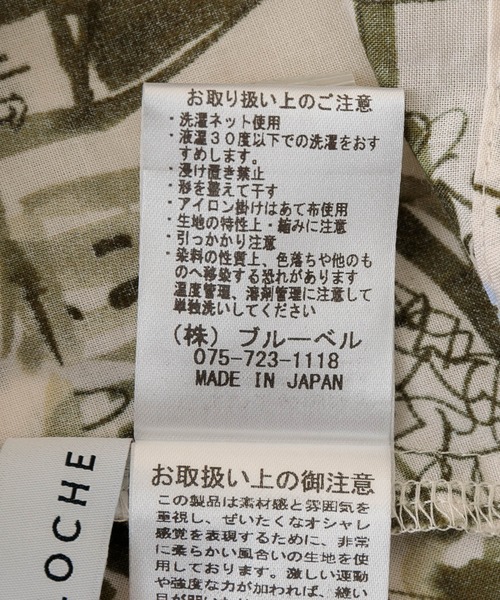 お取り扱い上のご注意
・洗濯ネット使用
・液温３０度以下での洗濯をおす
すめします。
・浸け置き禁止
・形を整えて干す
・アイロン掛けはあて布使用
・生地の特性上・縮みに注意
・引っかかり注意
・染料の性質上、色落ちや他のも
のへ移染する恐れがあります
温度管理、溶剤管理に注意して
単独洗いしてください
（株）ブルーベル
075-723-1118
MADE IN JAPAN
お取扱い上の御注意
この製品は素材感と雰囲気を
重視し、ぜいたくなオシャレ
感覚を表現するために、非常
に柔らかい風合いの生地を使
用しております。激しい運動
や強度な力が加われば、縫い
目が開いたり
OCHE